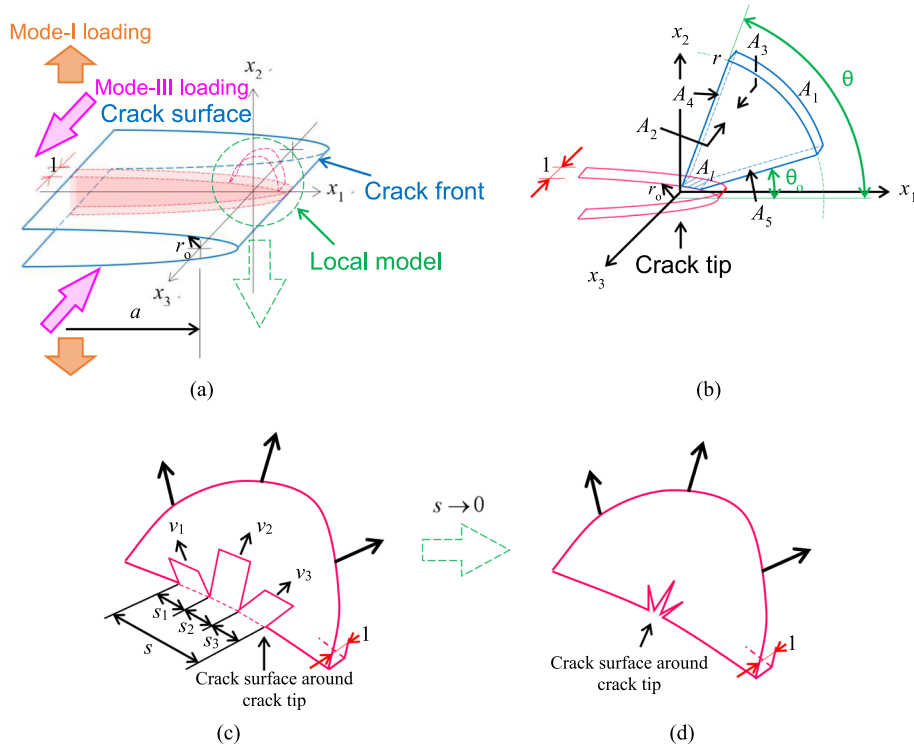 Mode-I loading
Mode-III loading
Crack surface
x2
1
x1
Crack front
ro
Local model
x3
a
(a)
x2
r
A3
θ
A4
A1
A2
1
AI
ro
θo
x1
A5
x3
Crack tip
(b)
v1
v2
v3
s1
s2
s3
s
1
Crack surface around
crack tip
(c)
s → 0
1
Crack surface around
crack tip
(d)